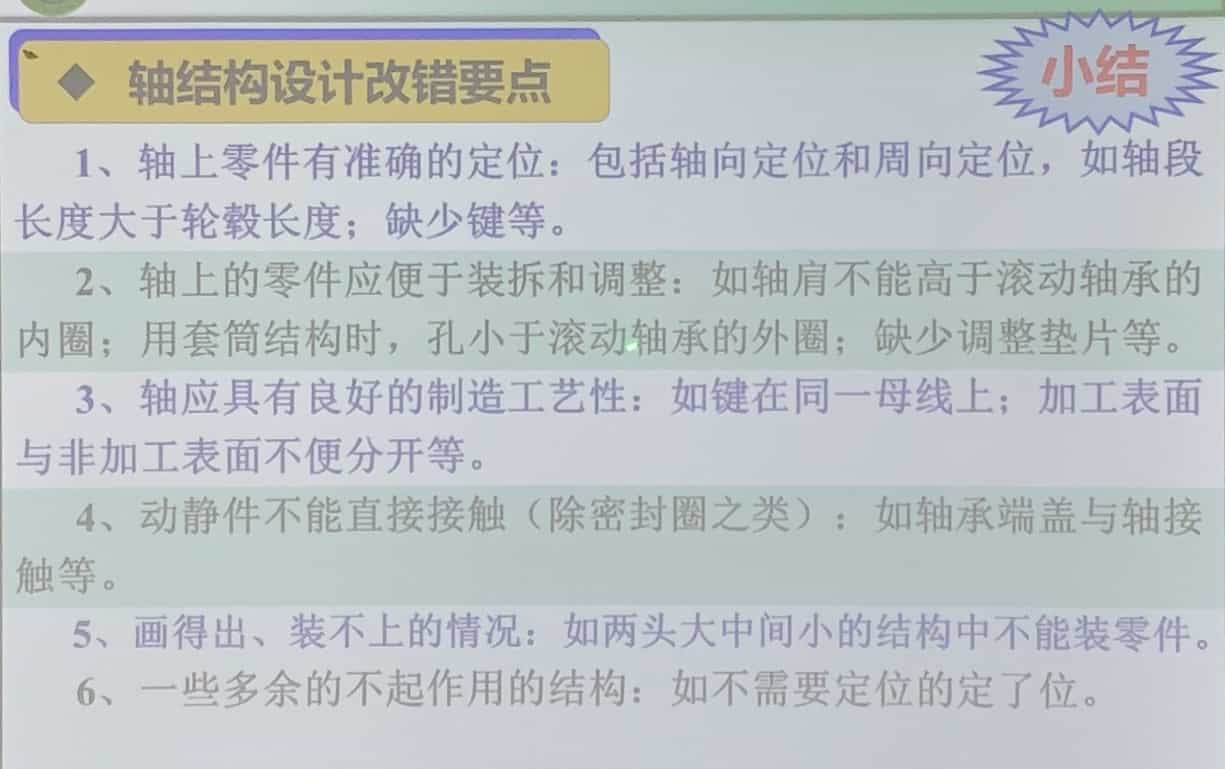 ◆ 轴结构设计改错要点
小结
1、轴上零件有准确的定位：包括轴向定位和周向定位，如轴段
长度大于轮毂长度；缺少键等。
2、轴上的零件应便于装拆和调整：如轴肩不能高于滚动轴承的
内圈；用套筒结构时，孔小于滚动轴承的外圈；缺少调整垫片等。
3、轴应具有良好的制造工艺性：如键在同一母线上；加工表面
与非加工表面不便分开等。
4、动静件不能直接接触（除密封圈之类）：如轴承端盖与轴接
触等。
5、画得出、装不上的情况：如两头大中间小的结构中不能装零件。
6、一些多余的不起作用的结构：如不需要定位的定了位。